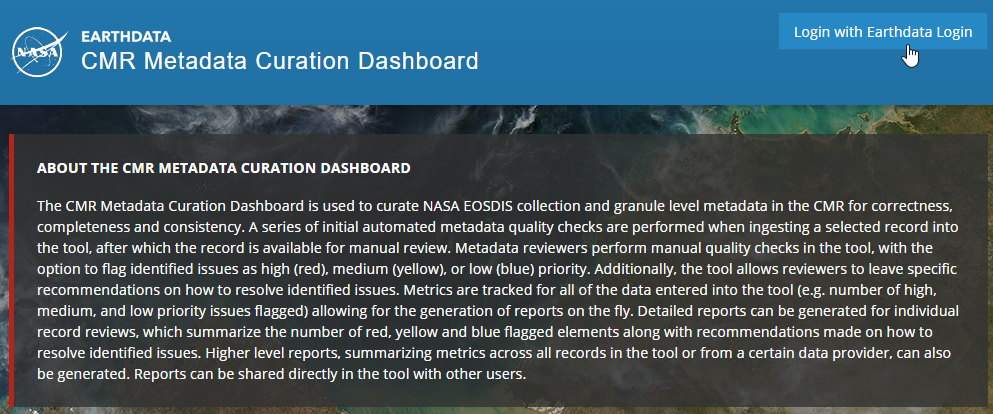 NASA
EARTHDATA
CMR Metadata Curation Dashboard
Login with Earthdata Login
ABOUT THE CMR METADATA CURATION DASHBOARD
The CMR Metadata Curation Dashboard is used to curate NASA EOSDIS collection and granule level metadata in the CMR for correctness,
completeness and consistency. A series of initial automated metadata quality checks are performed when ingesting a selected record into
the tool, after which the record is available for manual review. Metadata reviewers perform manual quality checks in the tool, with the
option to flag identified issues as high (red), medium (yellow), or low (blue) priority. Additionally, the tool allows reviewers to leave specific
recommendations on how to resolve identified issues. Metrics are tracked for all of the data entered into the tool (e.g. number of high,
medium, and low priority issues flagged) allowing for the generation of reports on the fly. Detailed reports can be generated for individual
record reviews, which summarize the number of red, yellow and blue flagged elements along with recommendations made on how to
resolve identified issues. Higher level reports, summarizing metrics across all records in the tool or from a certain data provider, can also
be generated. Reports can be shared directly in the tool with other users.